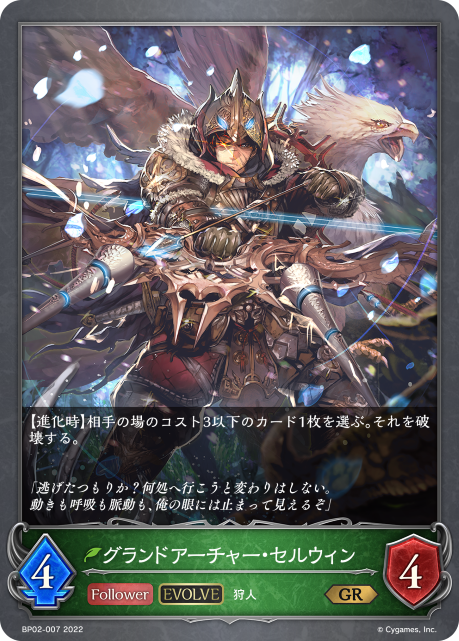 【進化時】相手の場のコスト3以下のカード1枚を選ぶ。それを破
壊する。
「逃げたつもりか？何処へ行こうと変わりはしない。
動きも呼吸も脈動も、俺の眼には止まって見えるぞ」
グランドアーチャー・セルウィン
4
Follower
EVOLVE
狩人
GR
4
BP02-007 2022
© Cygames, Inc.